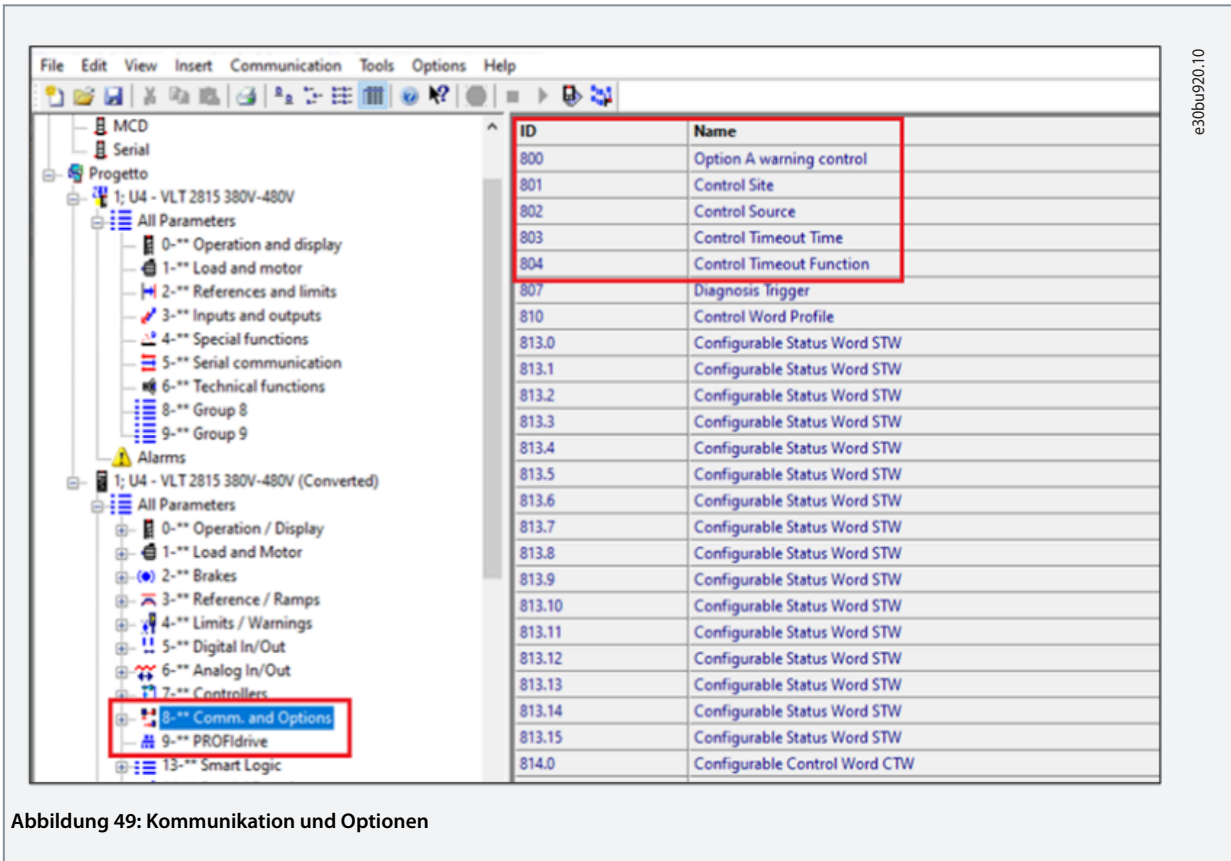 File Edit View Insert Communication Tools Options Help
MCD
Serial
Progetto
1; U4 - VLT 2815 380V-480V
All Parameters
0-** Operation and display
1-** Load and motor
2-** References and limits
3-** Inputs and outputs
4-** Special functions
5-** Serial communication
6-** Technical functions
8-** Group 8
9-** Group 9
Alarms
1; U4 - VLT 2815 380V-480V (Converted)
All Parameters
0-** Operation / Display
1-** Load and Motor
2-** Brakes
3-** Reference / Ramps
4-** Limits / Warnings
5-** Digital In/Out
6-** Analog In/Out
7-** Controllers
8-** Comm. and Options
9-** PROFIdrive
13-** Smart Logic
ID Name
800 Option A warning control
801 Control Site
802 Control Source
803 Control Timeout Time
804 Control Timeout Function
807 Diagnosis Trigger
810 Control Word Profile
813.0 Configurable Status Word STW
813.1 Configurable Status Word STW
813.2 Configurable Status Word STW
813.3 Configurable Status Word STW
813.4 Configurable Status Word STW
813.5 Configurable Status Word STW
813.6 Configurable Status Word STW
813.7 Configurable Status Word STW
813.8 Configurable Status Word STW
813.9 Configurable Status Word STW
813.10 Configurable Status Word STW
813.11 Configurable Status Word STW
813.12 Configurable Status Word STW
813.13 Configurable Status Word STW
813.14 Configurable Status Word STW
813.15 Configurable Status Word STW
814.0 Configurable Control Word CTW
e30bu920.10
Abbildung 49: Kommunikation und Optionen